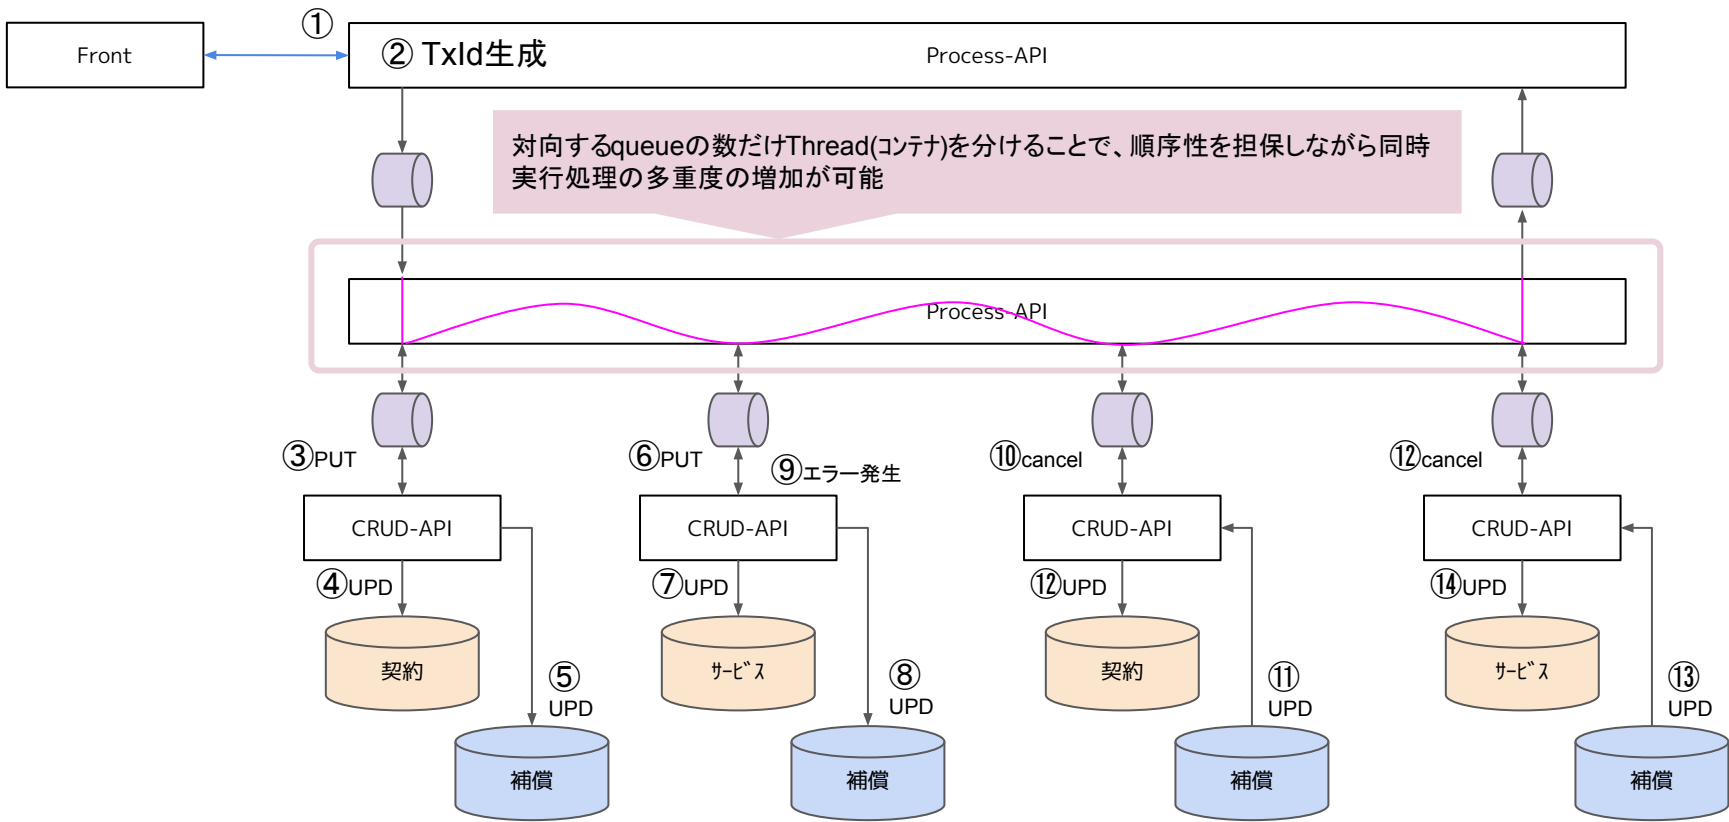 Front
①
② TxId生成
Process-API
対向するqueueの数だけThread(ｺﾝﾃﾅ)を分けることで、順序性を担保しながら同時
実行処理の多重度の増加が可能
Process-API
③PUT
⑥PUT
⑨エラー発生
⑩cancel
⑫cancel
CRUD-API
CRUD-API
CRUD-API
CRUD-API
④UPD
⑦UPD
⑫UPD
⑭UPD
契約
ｻｰﾋﾞｽ
契約
ｻｰﾋﾞｽ
⑤
UPD
⑧
UPD
⑪
UPD
⑬
UPD
補償
補償
補償
補償